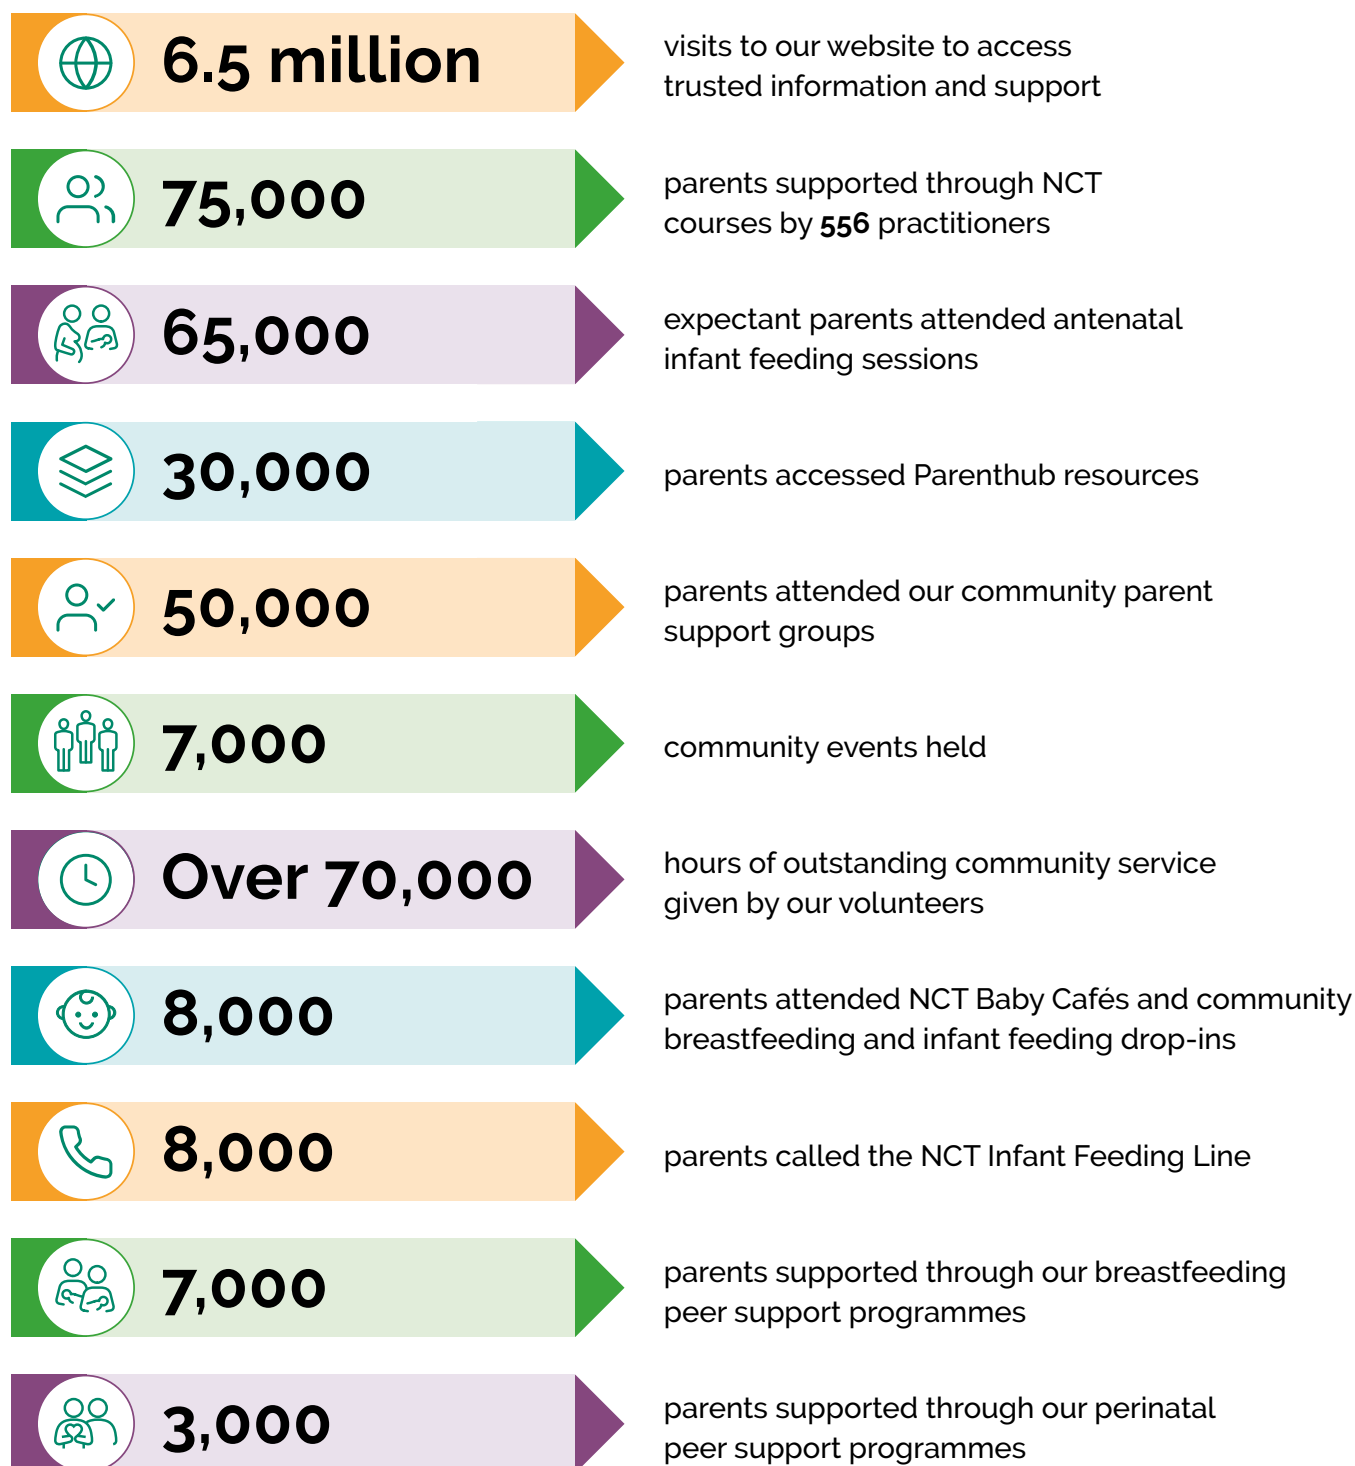 6.5 million
visits to our website to access
trusted information and support
75,000
parents supported through NCT
courses by 556 practitioners
65,000
expectant parents attended antenatal
infant feeding sessions
30,000
parents accessed Parenthub resources
50,000
parents attended our community parent
support groups
7,000
community events held
Over 70,000
hours of outstanding community service
given by our volunteers
8,000
parents attended NCT Baby Cafés and community
breastfeeding and infant feeding drop-ins
8,000
parents called the NCT Infant Feeding Line
7,000
parents supported through our breastfeeding
peer support programmes
3,000
parents supported through our perinatal
peer support programmes